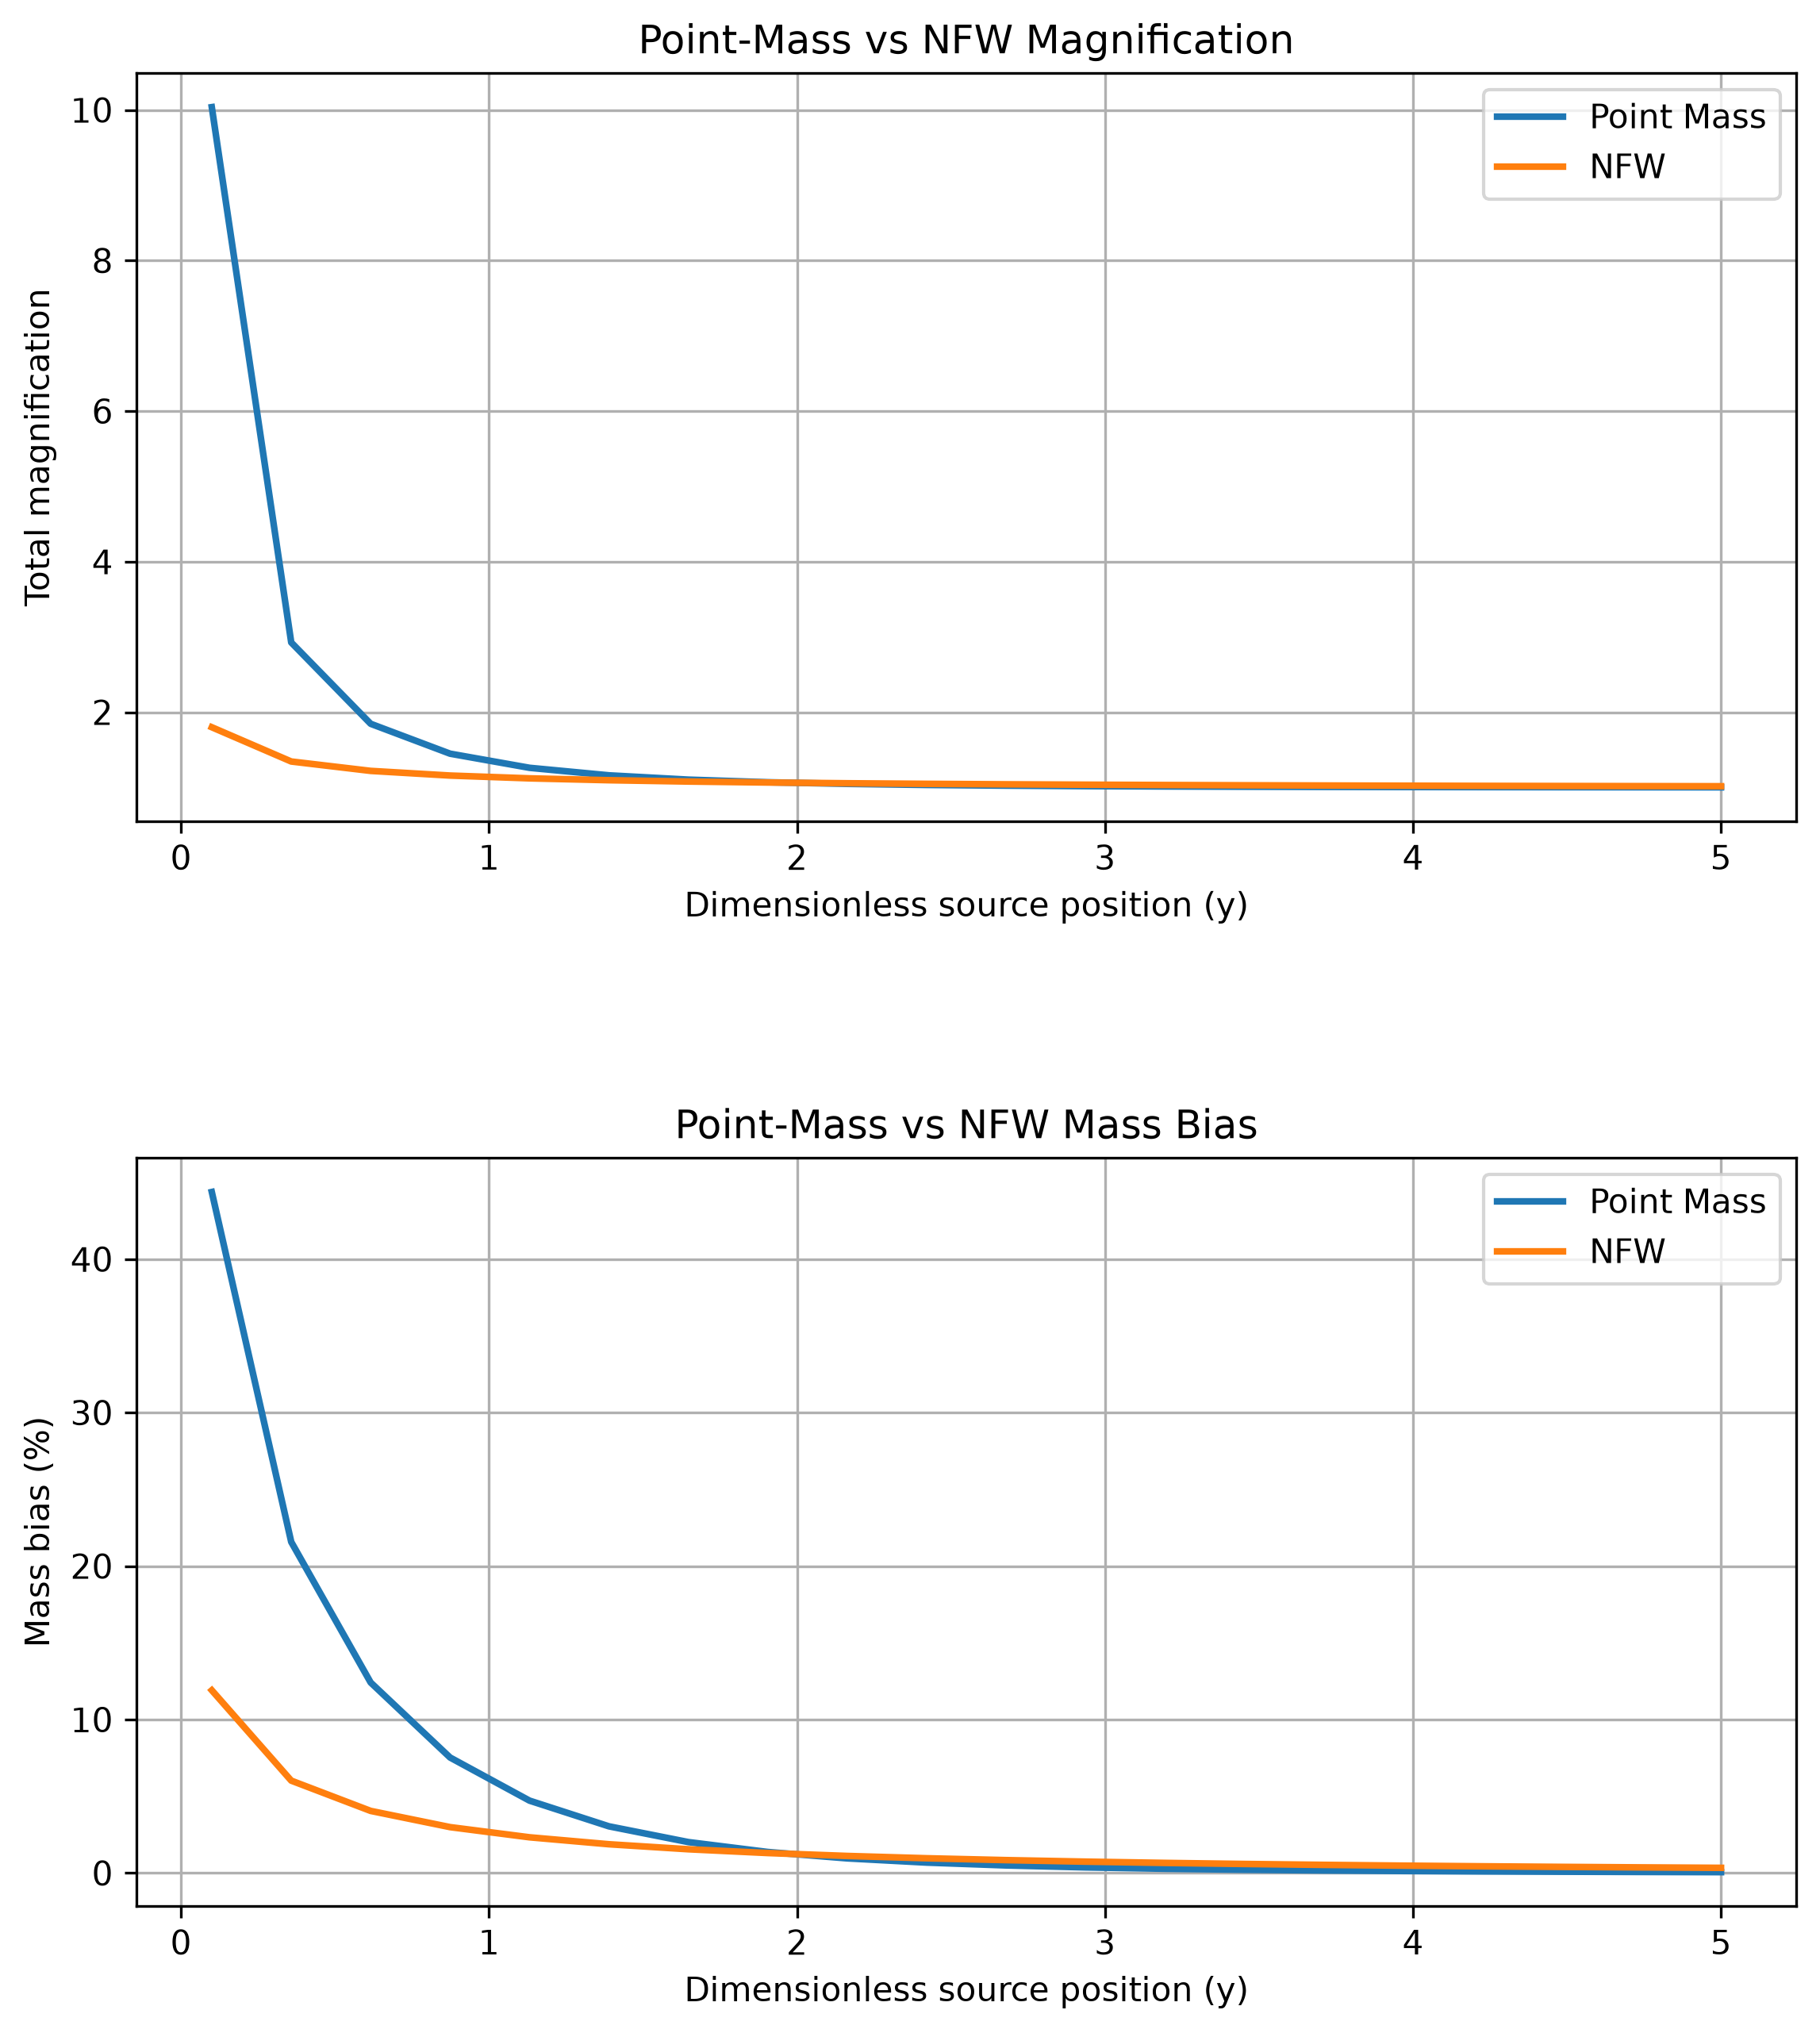 Point-Mass vs NFW Magnification
Point Mass
NFW
10
8
6
4
2
Total magnification
0 1 2 3 4 5
Dimensionless source position (y)
Point-Mass vs NFW Mass Bias
Point Mass
NFW
40
30
20
10
0
Mass bias (%)
0 1 2 3 4 5
Dimensionless source position (y)